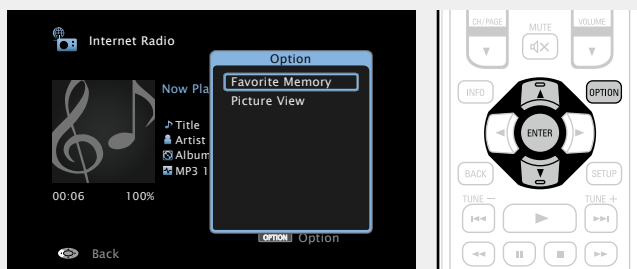 Internet Radio
Option
Favorite Memory
Picture View
Now Pla
Title
Artist
Album
MP3 1
00:06 100%
OPTION Option
Back
CH/PAGE MUTE VOLUME
INFO OPTION
ENTER
BACK SETUP
TUNE − TUNE +